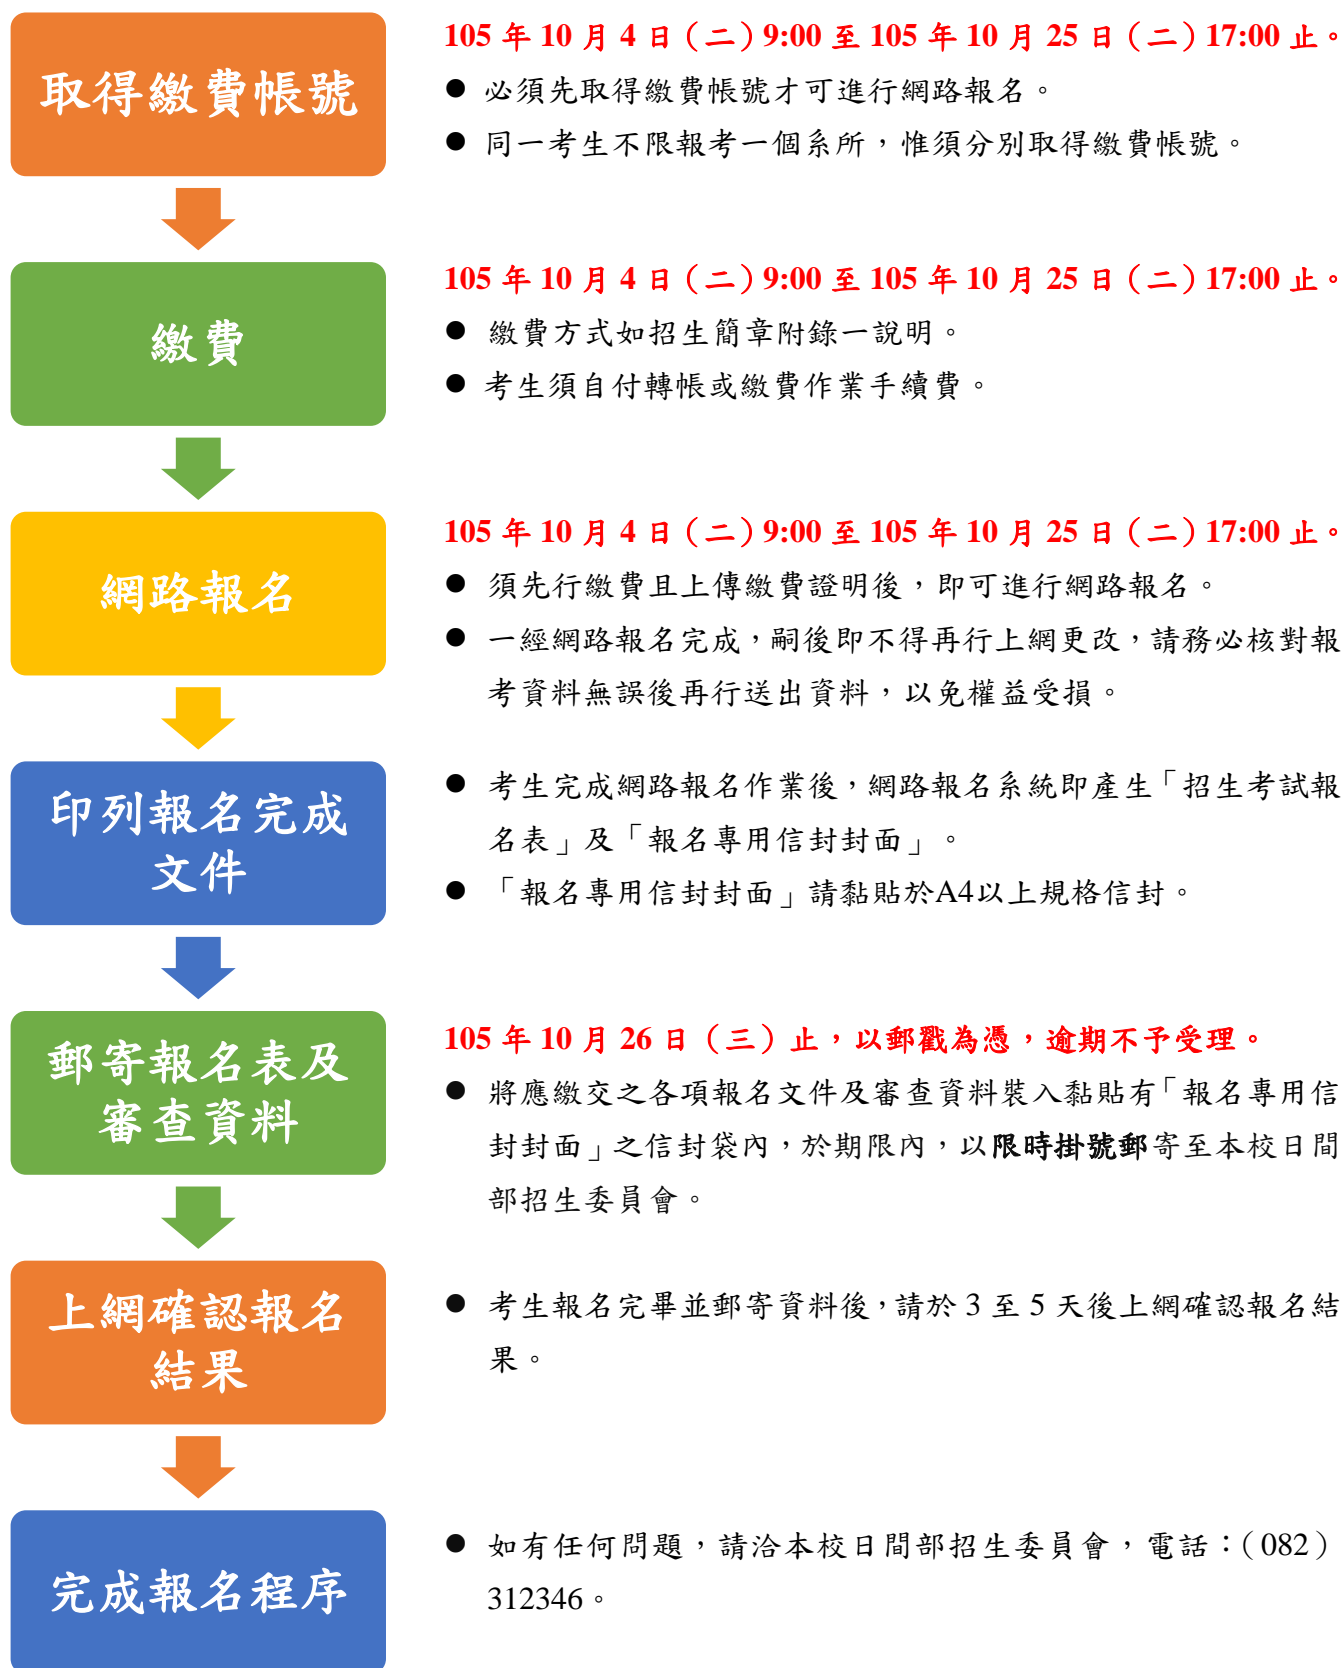 取得繳費帳號
105 年 10 月 4 日（二）9:00 至 105 年 10 月 25 日（二）17:00 止。
● 必須先取得繳費帳號才可進行網路報名。
● 同一考生不限報考一個系所，惟須分別取得繳費帳號。
繳費
105 年 10 月 4 日（二）9:00 至 105 年 10 月 25 日（二）17:00 止。
● 繳費方式如招生簡章附錄一說明。
● 考生須自付轉帳或繳費作業手續費。
網路報名
105 年 10 月 4 日（二）9:00 至 105 年 10 月 25 日（二）17:00 止。
● 須先行繳費且上傳繳費證明後，即可進行網路報名。
● 一經網路報名完成，嗣後即不得再行上網更改，請務必核對報
考資料無誤後再行送出資料，以免權益受損。
印列報名完成
文件
● 考生完成網路報名作業後，網路報名系統即產生「招生考試報
名表」及「報名專用信封封面」。
● 「報名專用信封封面」請黏貼於A4以上規格信封。
郵寄報名表及
審查資料
105 年 10 月 26 日（三）止，以郵戳為憑，逾期不予受理。
● 將應繳交之各項報名文件及審查資料裝入黏貼有「報名專用信
封封面」之信封袋內，於期限內，以限時掛號郵寄至本校日間
部招生委員會。
上網確認報名
結果
● 考生報名完畢並郵寄資料後，請於 3 至 5 天後上網確認報名結
果。
完成報名程序
● 如有任何問題，請洽本校日間部招生委員會，電話：（082）
312346。